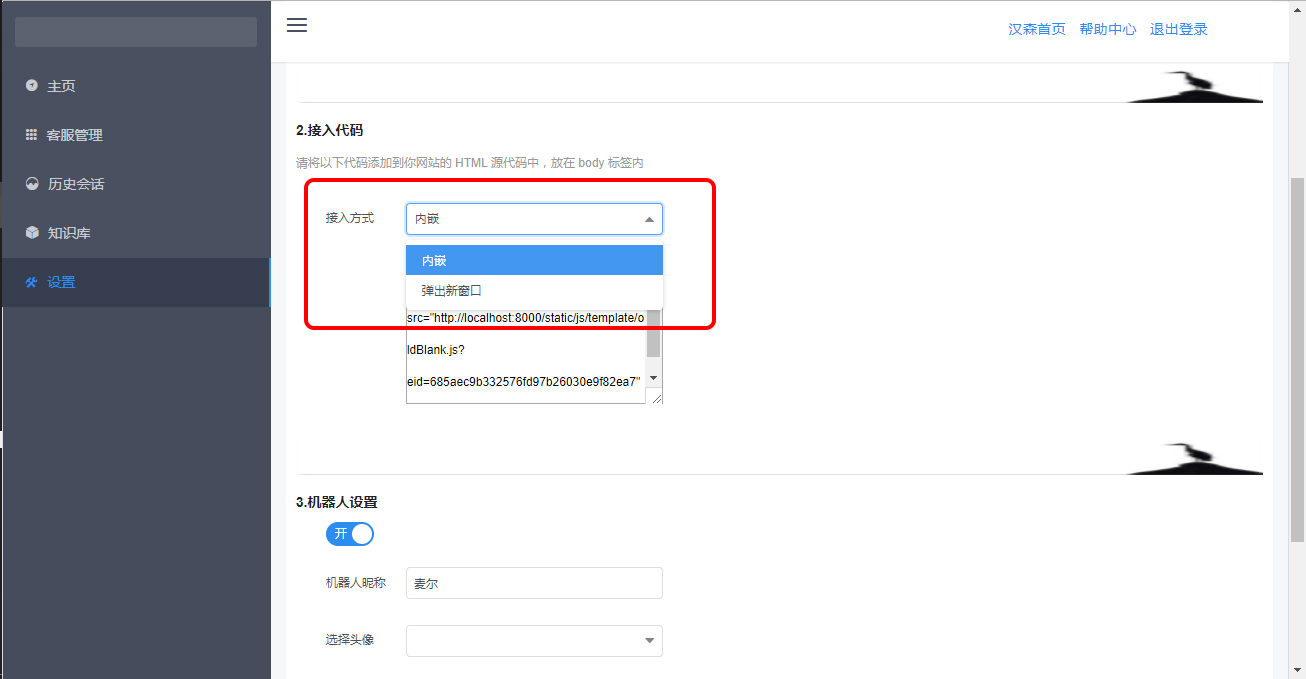 汉森首页 帮助中心 退出登录
主页
客服管理
历史会话
知识库
设置
2.接入代码
请将以下代码添加到你网站的 HTML 源代码中，放在 body 标签内
接入方式 内嵌
内嵌
弹出新窗口
src="http://localhost:8000/static/js/template/o
ldBlank.js?
eid=685aec9b332576fd97b26030e9f82ea7"
3.机器人设置
开
机器人昵称 麦尔
选择头像